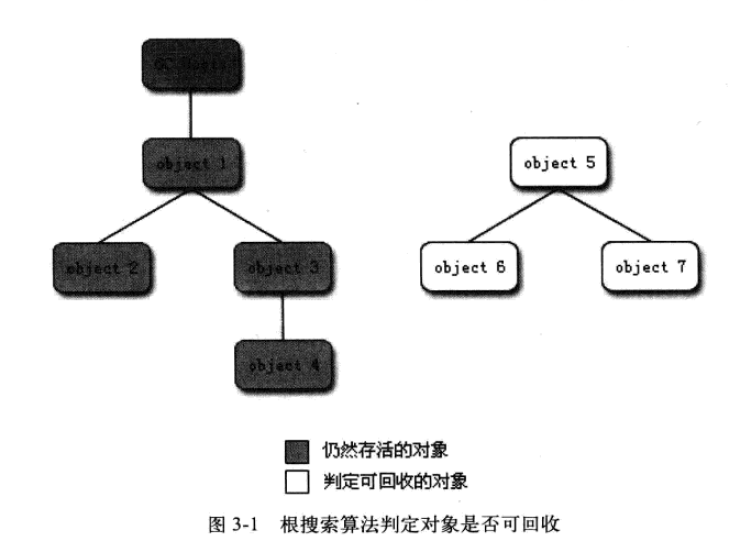 GC Roots
object 1
object 5
object 2
object 3
object 6
object 7
object 4
仍然存活的对象
判定可回收的对象
图 3-1 根搜索算法判定对象是否可回收